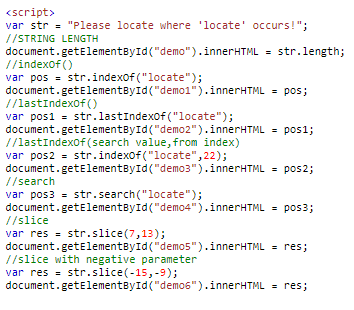 <script>
var str = "Please locate where 'locate' occurs!";
//STRING LENGTH
document.getElementById("demo").innerHTML = str.length;
//indexOf()
var pos = str.indexOf("locate");
document.getElementById("demo1").innerHTML = pos;
//lastIndexOf()
var pos1 = str.lastIndexOf("locate");
document.getElementById("demo2").innerHTML = pos1;
//lastIndexOf(search value,from index)
var pos2 = str.indexOf("locate",22);
document.getElementById("demo3").innerHTML = pos2;
//search
var pos3 = str.search("locate");
document.getElementById("demo4").innerHTML = pos3;
//slice
var res = str.slice(7,13);
document.getElementById("demo5").innerHTML = res;
//slice with negative parameter
var res = str.slice(-15,-9);
document.getElementById("demo6").innerHTML = res;